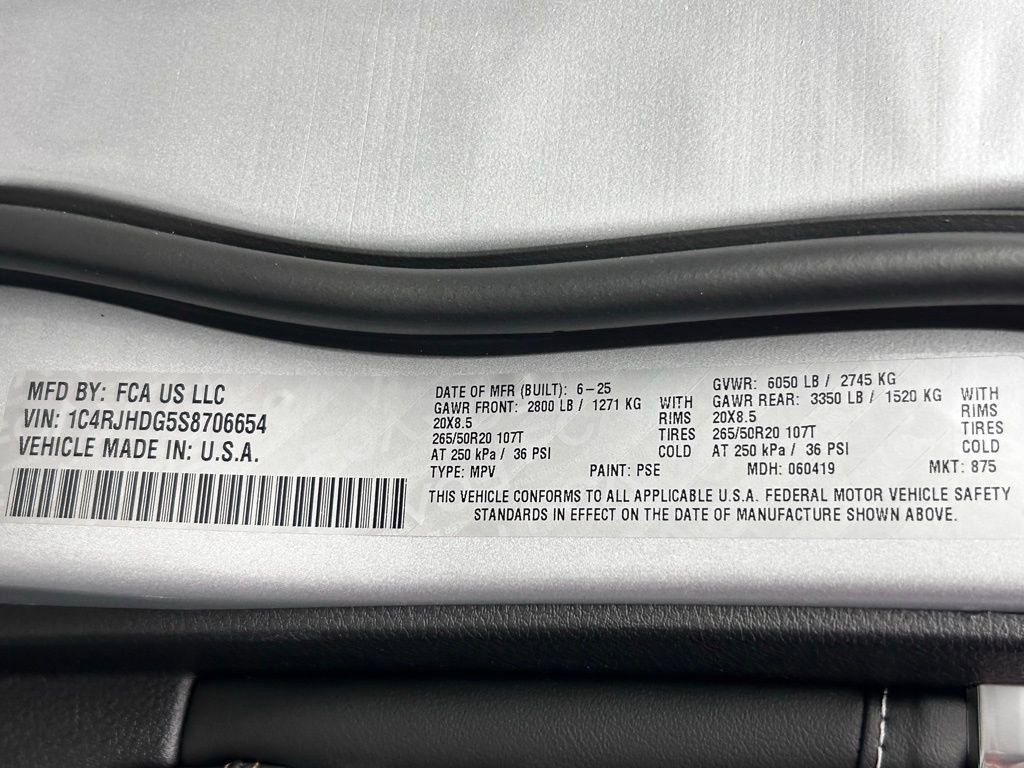 MFD BY: FCA US LLC
VIN: 1C4RJHDG5S8706654
VEHICLE MADE IN: U.S.A.
DATE OF MFR (BUILT): 6-25
GAWR FRONT: 2800 LB / 1271 KG WITH
20X8.5 RIMS
265/50R20 107T TIRES
AT 250 kPa / 36 PSI COLD
GVWR: 6050 LB / 2745 KG
GAWR REAR: 3350 LB / 1520 KG WITH
20X8.5 RIMS
265/50R20 107T TIRES
AT 250 kPa / 36 PSI COLD
TYPE: MPV PAINT: PSE MDH: 060419 MKT: 875
THIS VEHICLE CONFORMS TO ALL APPLICABLE U.S.A. FEDERAL MOTOR VEHICLE SAFETY
STANDARDS IN EFFECT ON THE DATE OF MANUFACTURE SHOWN ABOVE.